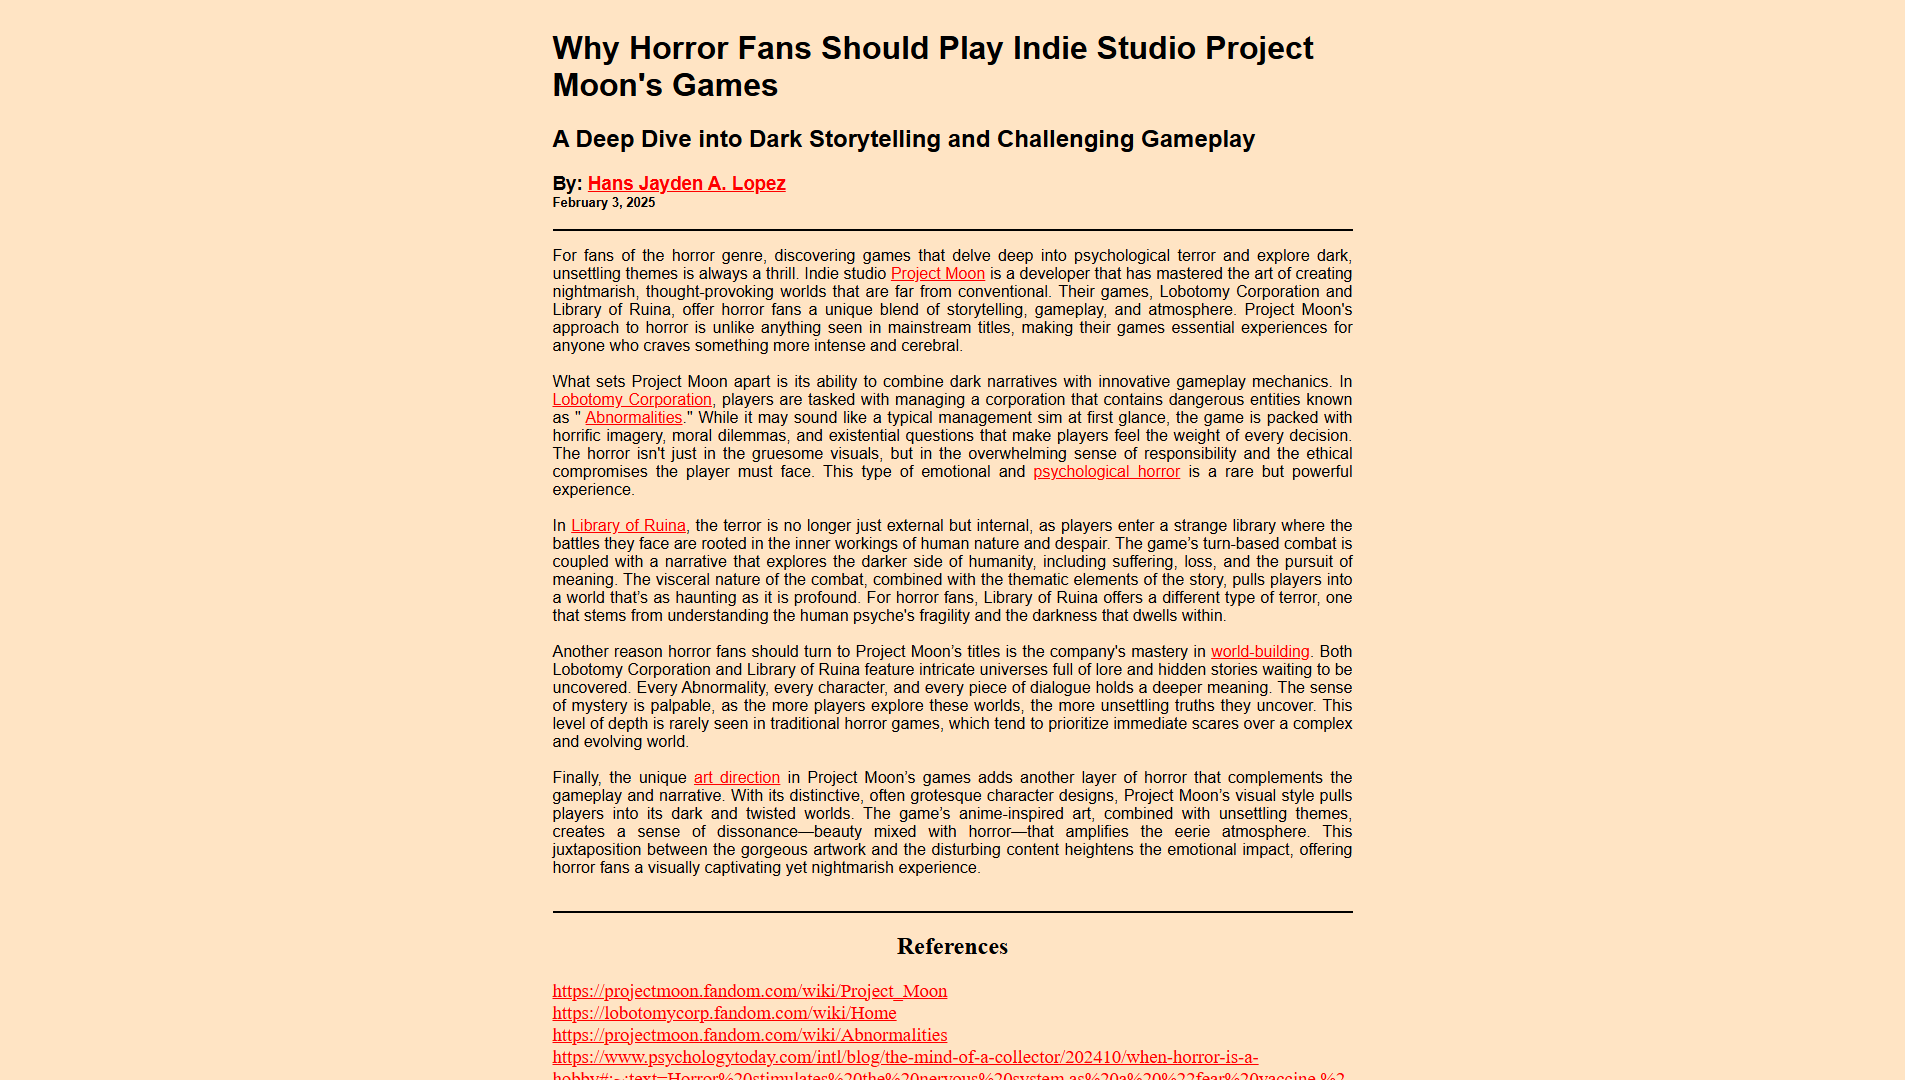 Why Horror Fans Should Play Indie Studio Project
Moon's Games
A Deep Dive into Dark Storytelling and Challenging Gameplay
By: Hans Jayden A. Lopez
February 3, 2025
For fans of the horror genre, discovering games that delve deep into psychological terror and explore dark,
unsettling themes is always a thrill. Indie studio Project Moon is a developer that has mastered the art of creating
nightmarish, thought-provoking worlds that are far from conventional. Their games, Lobotomy Corporation and
Library of Ruina, offer horror fans a unique blend of storytelling, gameplay, and atmosphere. Project Moon's
approach to horror is unlike anything seen in mainstream titles, making their games essential experiences for
anyone who craves something more intense and cerebral.
What sets Project Moon apart is its ability to combine dark narratives with innovative gameplay mechanics. In
Lobotomy Corporation, players are tasked with managing a corporation that contains dangerous entities known
as " Abnormalities." While it may sound like a typical management sim at first glance, the game is packed with
horrific imagery, moral dilemmas, and existential questions that make players feel the weight of every decision.
The horror isn't just in the gruesome visuals, but in the overwhelming sense of responsibility and the ethical
compromises the player must face. This type of emotional and psychological horror is a rare but powerful
experience.
In Library of Ruina, the terror is no longer just external but internal, as players enter a strange library where the
battles they face are rooted in the inner workings of human nature and despair. The game’s turn-based combat is
coupled with a narrative that explores the darker side of humanity, including suffering, loss, and the pursuit of
meaning. The visceral nature of the combat, combined with the thematic elements of the story, pulls players into
a world that’s as haunting as it is profound. For horror fans, Library of Ruina offers a different type of terror, one
that stems from understanding the human psyche's fragility and the darkness that dwells within.
Another reason horror fans should turn to Project Moon’s titles is the company's mastery in world-building. Both
Lobotomy Corporation and Library of Ruina feature intricate universes full of lore and hidden stories waiting to be
uncovered. Every Abnormality, every character, and every piece of dialogue holds a deeper meaning. The sense
of mystery is palpable, as the more players explore these worlds, the more unsettling truths they uncover. This
level of depth is rarely seen in traditional horror games, which tend to prioritize immediate scares over a complex
and evolving world.
Finally, the unique art direction in Project Moon’s games adds another layer of horror that complements the
gameplay and narrative. With its distinctive, often grotesque character designs, Project Moon’s visual style pulls
players into its dark and twisted worlds. The game’s anime-inspired art, combined with unsettling themes,
creates a sense of dissonance—beauty mixed with horror—that amplifies the eerie atmosphere. This
juxtaposition between the gorgeous artwork and the disturbing content heightens the emotional impact, offering
horror fans a visually captivating yet nightmarish experience.
References
https://projectmoon.fandom.com/wiki/Project_Moon
https://lobotomycorp.fandom.com/wiki/Home
https://projectmoon.fandom.com/wiki/Abnormalities
https://www.psychologytoday.com/intl/blog/the-mind-of-a-collector/202410/when-horror-is-a-
hobby#:~:text=Horror%20stimulates%20the%20nervous%20system,as%20a%20%22fear%20vaccine.%2